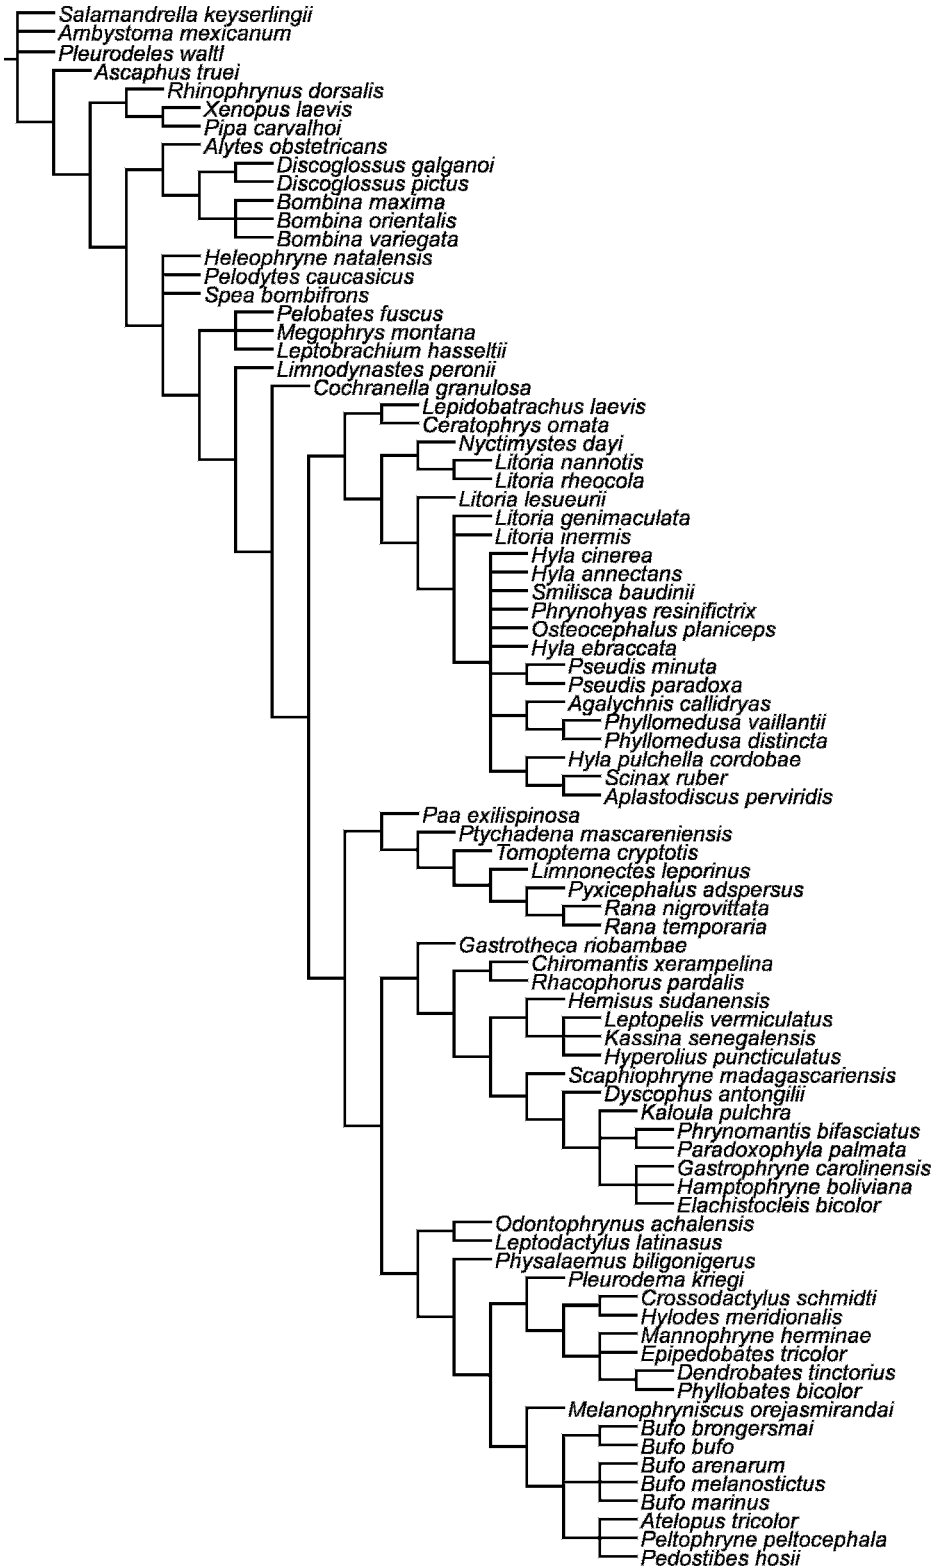 Salamandrella keyserlingii
Ambystoma mexicanum
Pleurodeles waltl
Ascaphus truei
Rhinophrynus dorsalis
Xenopus laevis
Pipa carvalhoi
Alytes obstetricans
Discoglossus galganoi
Discoglossus pictus
Bombina maxima
Bombina orientalis
Bombina variegata
Heleophryne natalensis
Pelodytes caucasicus
Spea bombifrons
Pelobates fuscus
Megophrys montana
Leptobrachium hasseltii
Limnodynastes peronii
Cochranella granulosa
Lepidobatrachus laevis
Ceratophrys ornata
Nyctimystes dayi
Litoria nannotis
Litoria rheocola
Litoria lesueurii
Litoria genimaculata
Litoria inermis
Hyla cinerea
Hyla annectans
Smilisca baudinii
Phrynohyas resinifictrix
Osteocephalus planiceps
Hyla ebraccata
Pseudis minuta
Pseudis paradoxa
Agalychnis callidryas
Phyllomedusa vaillantii
Phyllomedusa distincta
Hyla pulchella cordobae
Scinax ruber
Aplastodiscus perviridis
Paa exilispinosa
Ptychadena mascareniensis
Tomopterna cryptotis
Limnonectes leporinus
Pyxicephalus adspersus
Rana nigrovittata
Rana temporaria
Gastrotheca riobambae
Chiromantis xerampelina
Rhacophorus pardalis
Hemisus sudanensis
Leptopelis vermiculatus
Kassina senegalensis
Hyperolius puncticulatus
Scaphiophryne madagascariensis
Dyscophus antongilii
Kaloula pulchra
Phrynomantis bifasciatus
Paradoxophyla palmata
Gastrophryne carolinensis
Hamptophryne boliviana
Elachistocleis bicolor
Odontophrynus achalensis
Leptodactylus latinasus
Physalaemus biligonigerus
Pleurodema kriegi
Crossodactylus schmidti
Hylodes meridionalis
Mannophryne herminae
Epipedobates tricolor
Dendrobates tinctorius
Phyllobates bicolor
Melanophryniscus orejasmirandai
Bufo brongersmai
Bufo bufo
Bufo arenarum
Bufo melanostictus
Bufo marinus
Atelopus tricolor
Peltophryne peltocephala
Pedostibes hosii